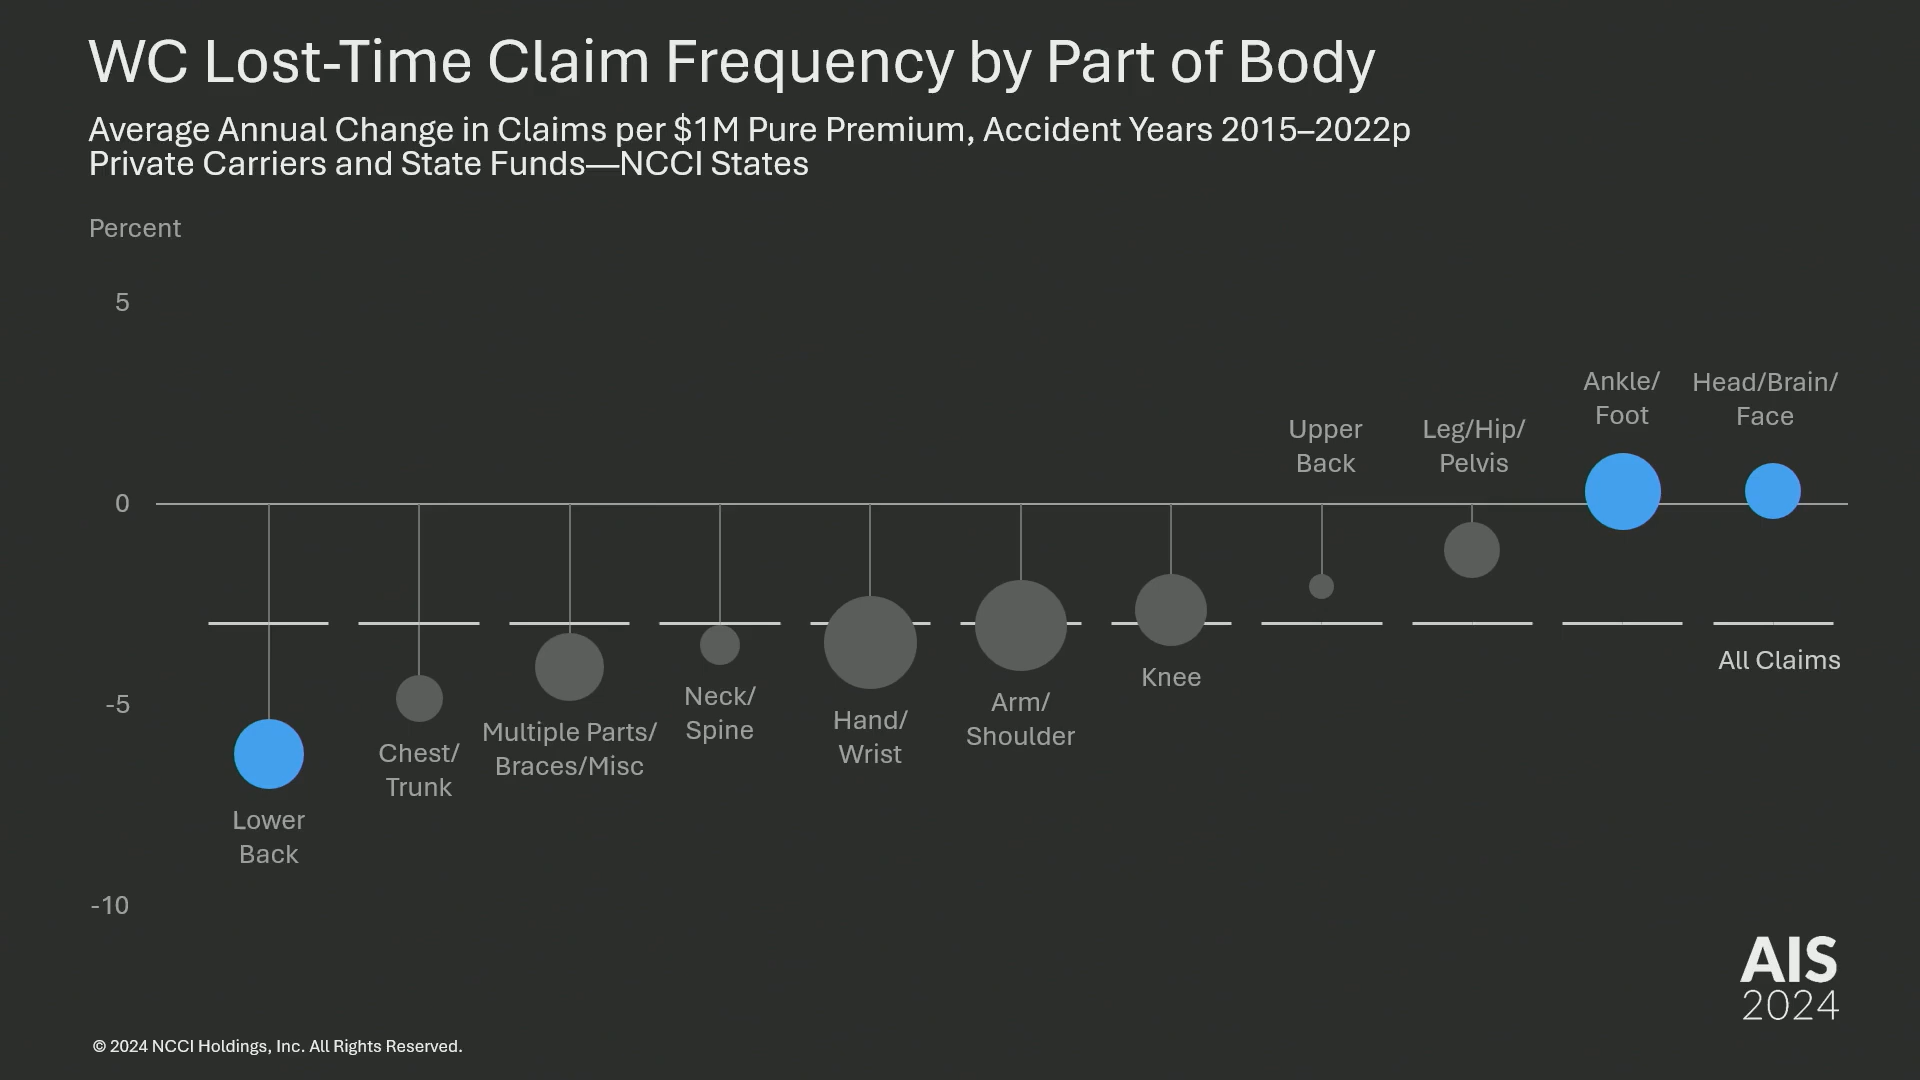 WC Lost-Time Claim Frequency by Part of Body
Average Annual Change in Claims per $1M Pure Premium, Accident Years 2015–2022p
Private Carriers and State Funds—NCCI States
Percent
5
0
-5
-10
Lower
Back
Chest/
Trunk
Multiple Parts/
Braces/Misc
Neck/
Spine
Hand/
Wrist
Arm/
Shoulder
Knee
Upper
Back
Leg/Hip/
Pelvis
Ankle/
Foot
Head/Brain/
Face
All Claims
AIS
2024
© 2024 NCCI Holdings, Inc. All Rights Reserved.